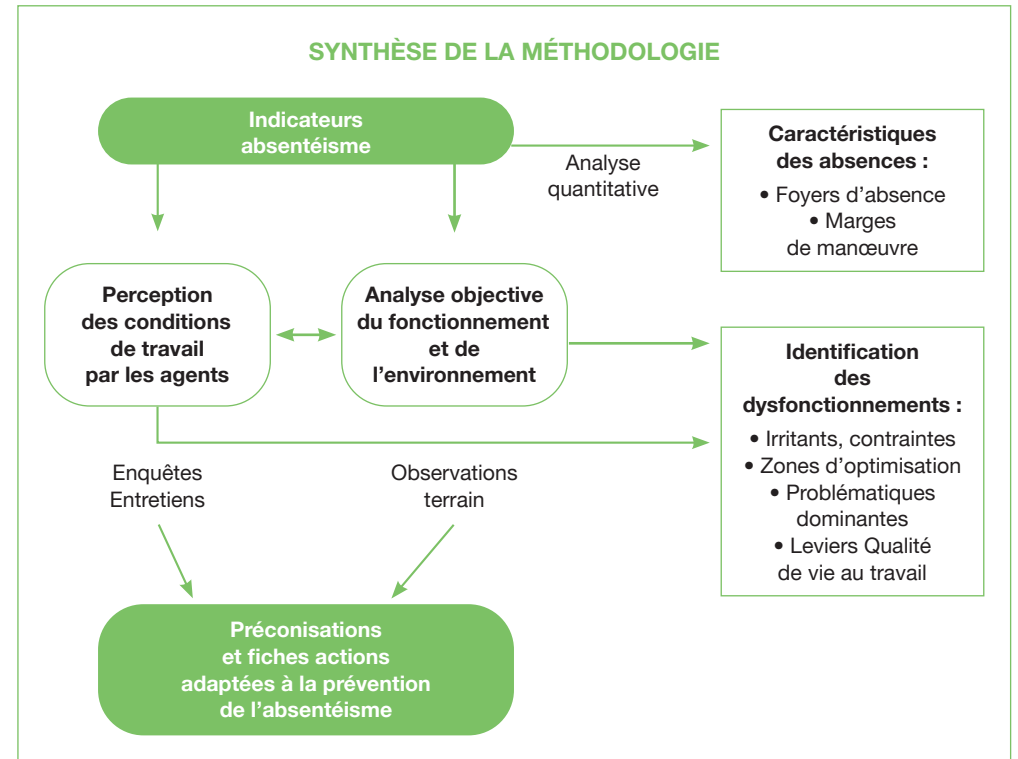 SYNTHÈSE DE LA MÉTHODOLOGIE
Indicateurs
absentéisme
Analyse
quantitative
Caractéristiques
des absences :
• Foyers d’absence
• Marges
de manœuvre
Perception
des conditions
de travail
par les agents
Analyse objective
du fonctionnement
et de
l’environnement
Identification
des
dysfonctionnements :
• Irritants, contraintes
• Zones d’optimisation
• Problématiques
dominantes
• Leviers Qualité
de vie au travail
Enquêtes
Entretiens
Observations
terrain
Préconisations
et fiches actions
adaptées à la prévention
de l’absentéisme